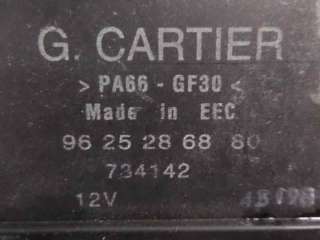 G. CARTIER
> PA66 - GF30 <
Made in EEC
96 25 28 68 80
734142
12V